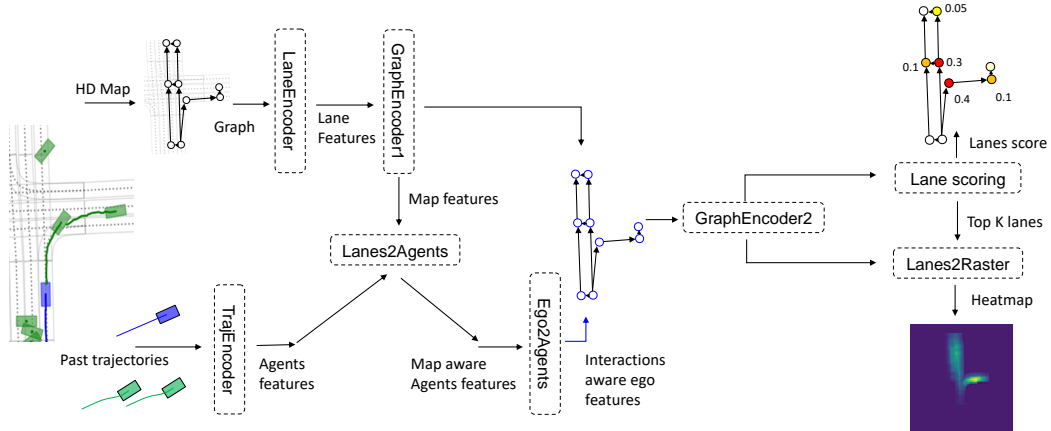 HD Map
Graph
LaneEncoder
Lane
Features
GraphEncoder1
Map features
Lanes2Agents
Past trajectories
TrajEncoder
Agents
features
Map aware
Agents features
Ego2Agents
Interactions
aware ego
features
GraphEncoder2
0.05
0.1
0.3
0.4
0.1
Lanes score
Lane scoring
Top K lanes
Lanes2Raster
Heatmap